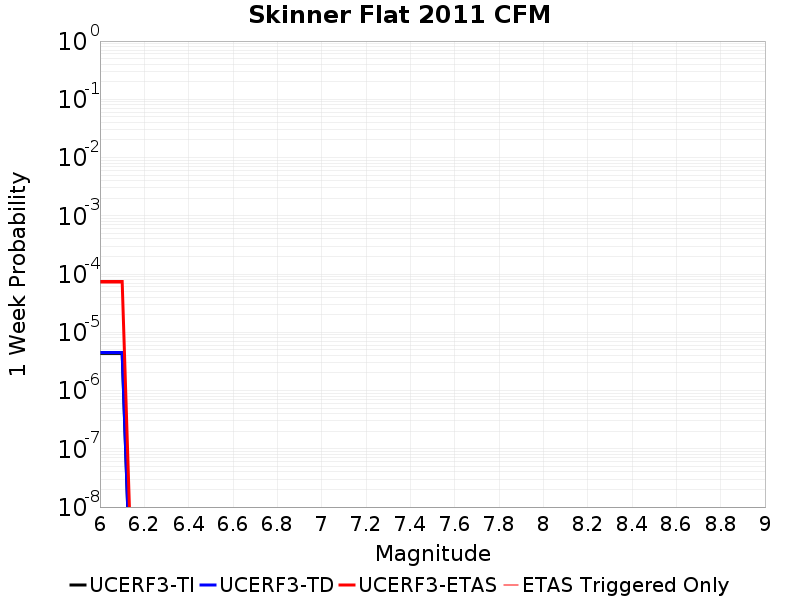 Skinner Flat 2011 CFM
1 Week Probability
10^0
10^-1
10^-2
10^-3
10^-4
10^-5
10^-6
10^-7
10^-8
6 6.2 6.4 6.6 6.8 7 7.2 7.4 7.6 7.8 8 8.2 8.4 8.6 8.8 9
Magnitude
UCERF3-TI UCERF3-TD UCERF3-ETAS ETAS Triggered Only